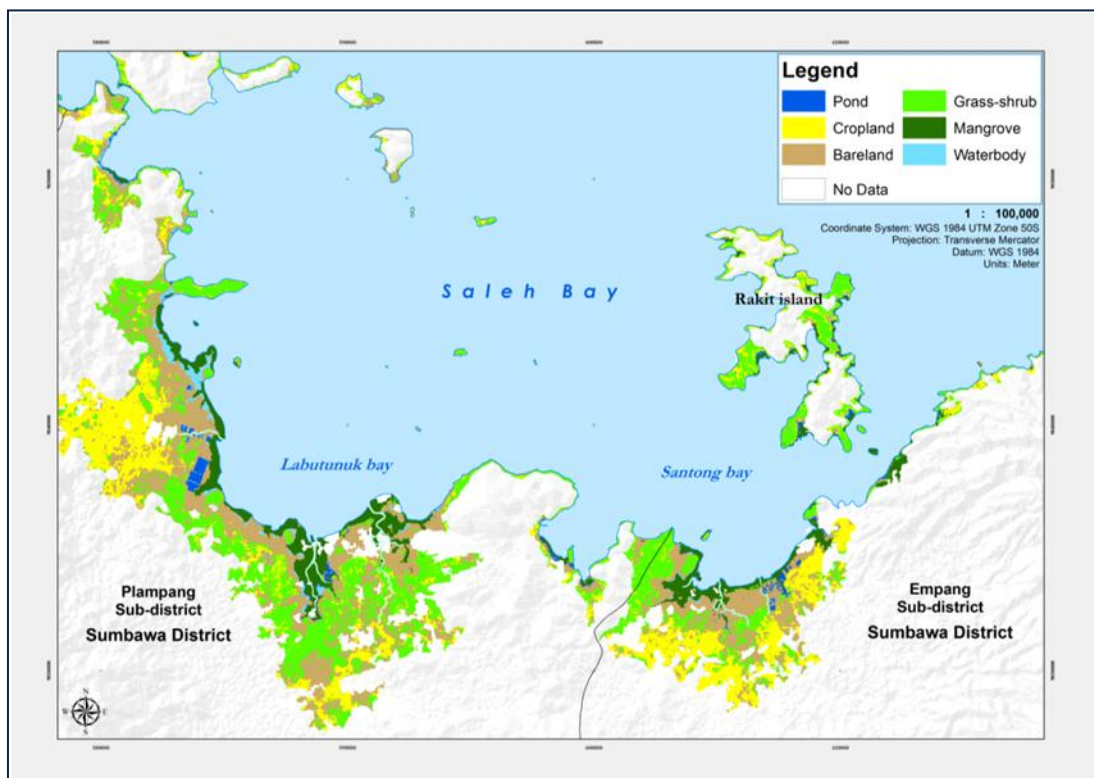 Legend
Pond
Cropland
Bareland
Grass-shrub
Mangrove
Waterbody
No Data
1 : 100,000
Coordinate System: WGS 1984 UTM Zone 50S
Projection: Transverse Mercator
Datum: WGS 1984
Units: Meter
Saleh Bay
Rakit island
Labutunuk bay
Santong bay
Plampang
Sub-district
Sumbawa District
Empang
Sub-district
Sumbawa District
N
W
E
S